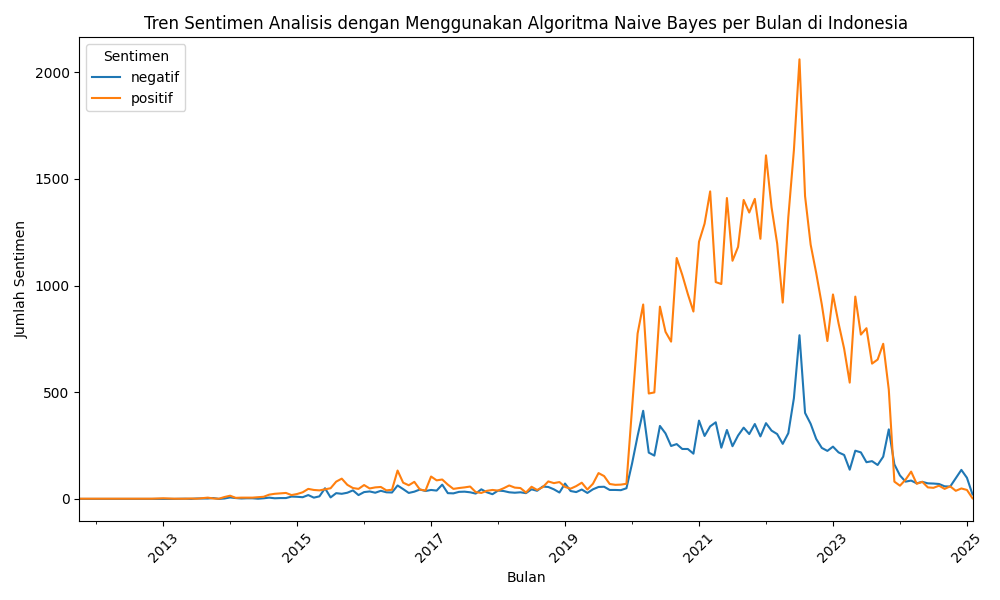 Tren Sentimen Analisis dengan Menggunakan Algoritma Naive Bayes per Bulan di Indonesia
Sentimen
negatif
positif
Jumlah Sentimen
2000
1500
1000
500
0
2013
2015
2017
2019
2021
2023
2025
Bulan